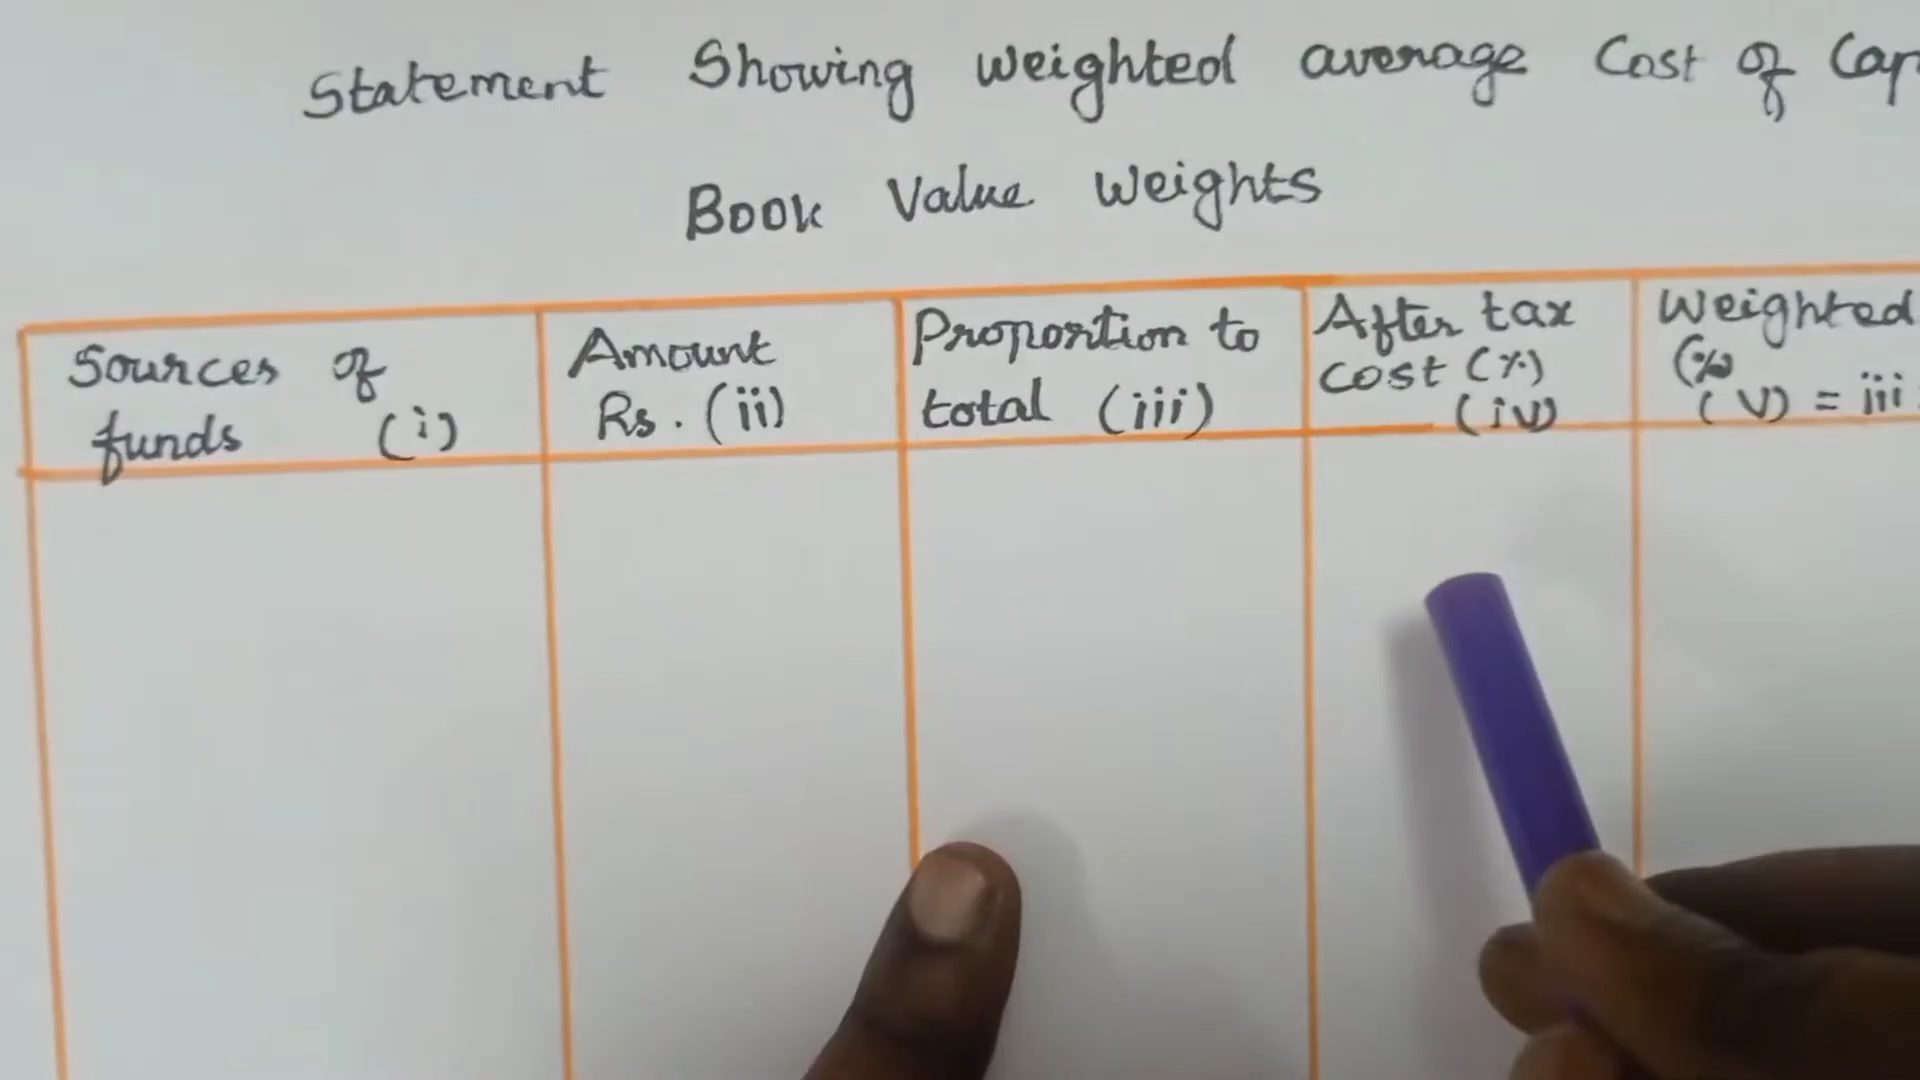 Statement Showing weighted average Cost of Cap
Book Value Weights
Sources of
funds (i)
Amount
Rs. (ii)
Proportion to
total (iii)
After tax
cost (%)
(iv)
Weighted
(%)
(V) = iii